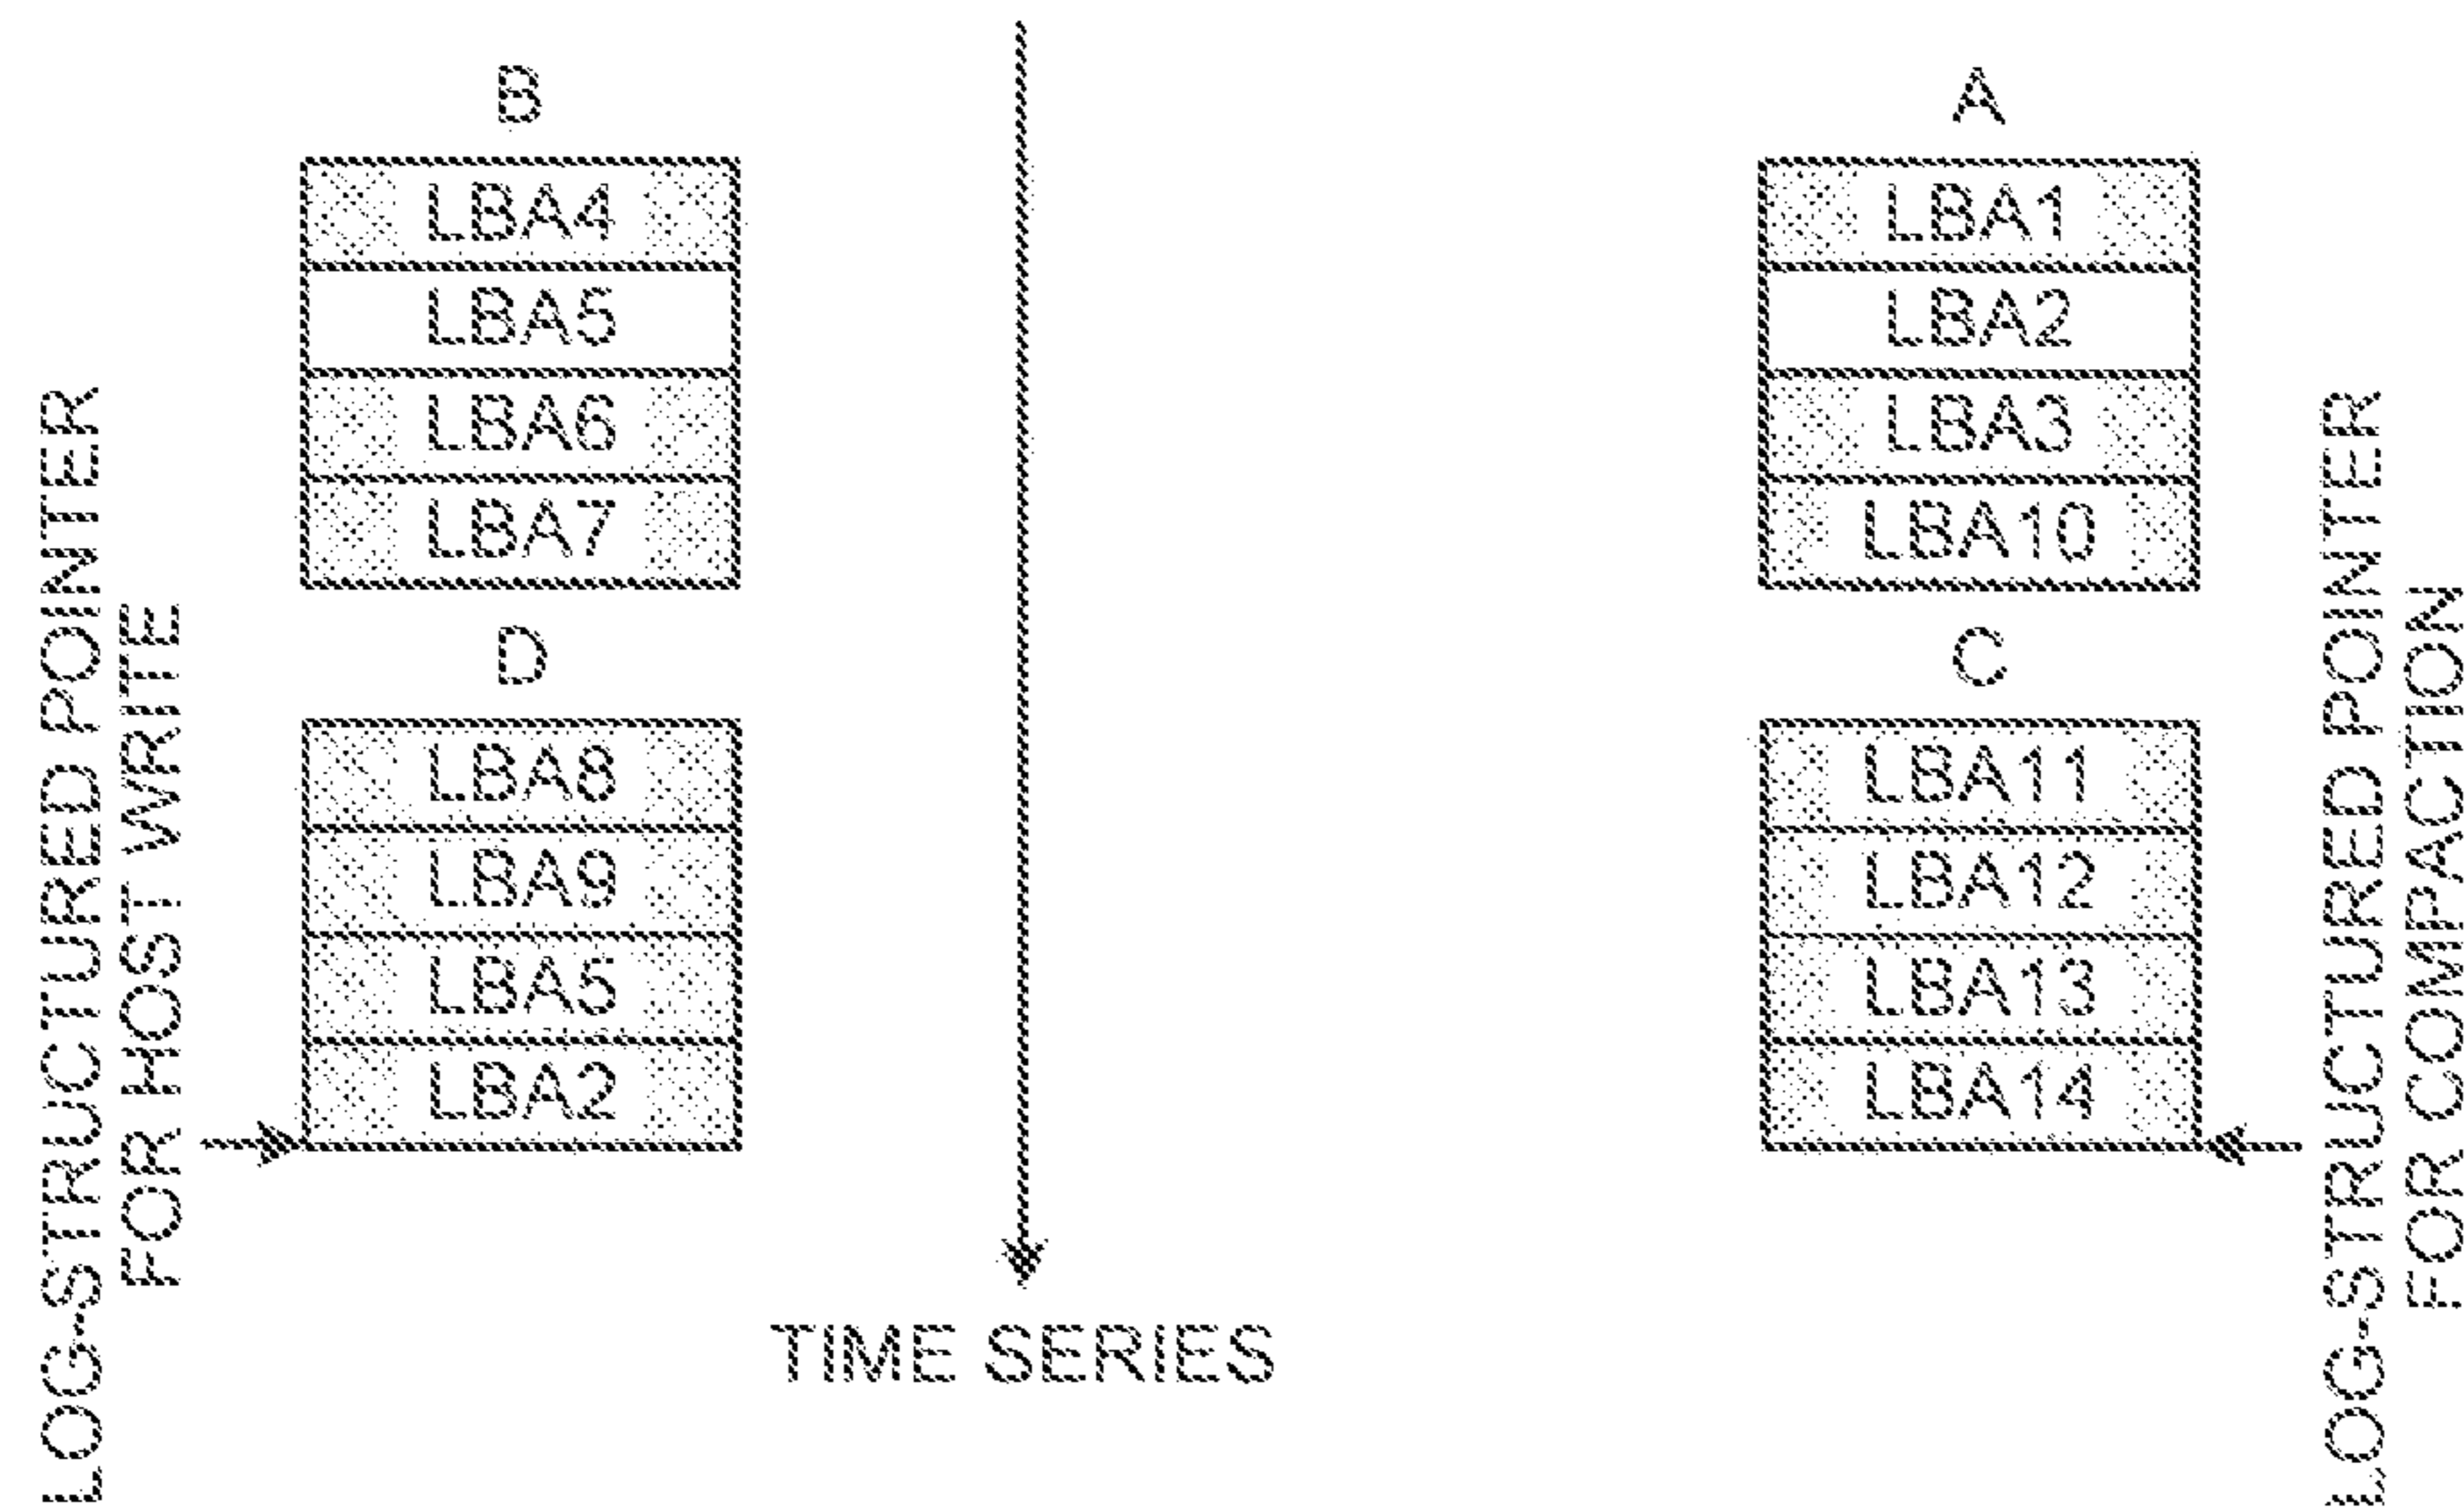 LOG-STRUCTURED POINTER
FOR HOST WRITE
B
LBA4
LBA5
LBA6
LBA7
D
LBA8
LBA9
LBA5
LBA2
TIME SERIES
A
LBA1
LBA2
LBA3
LBA10
C
LBA11
LBA12
LBA13
LBA14
LOG-STRUCTURED POINTER
FOR COMPACTION